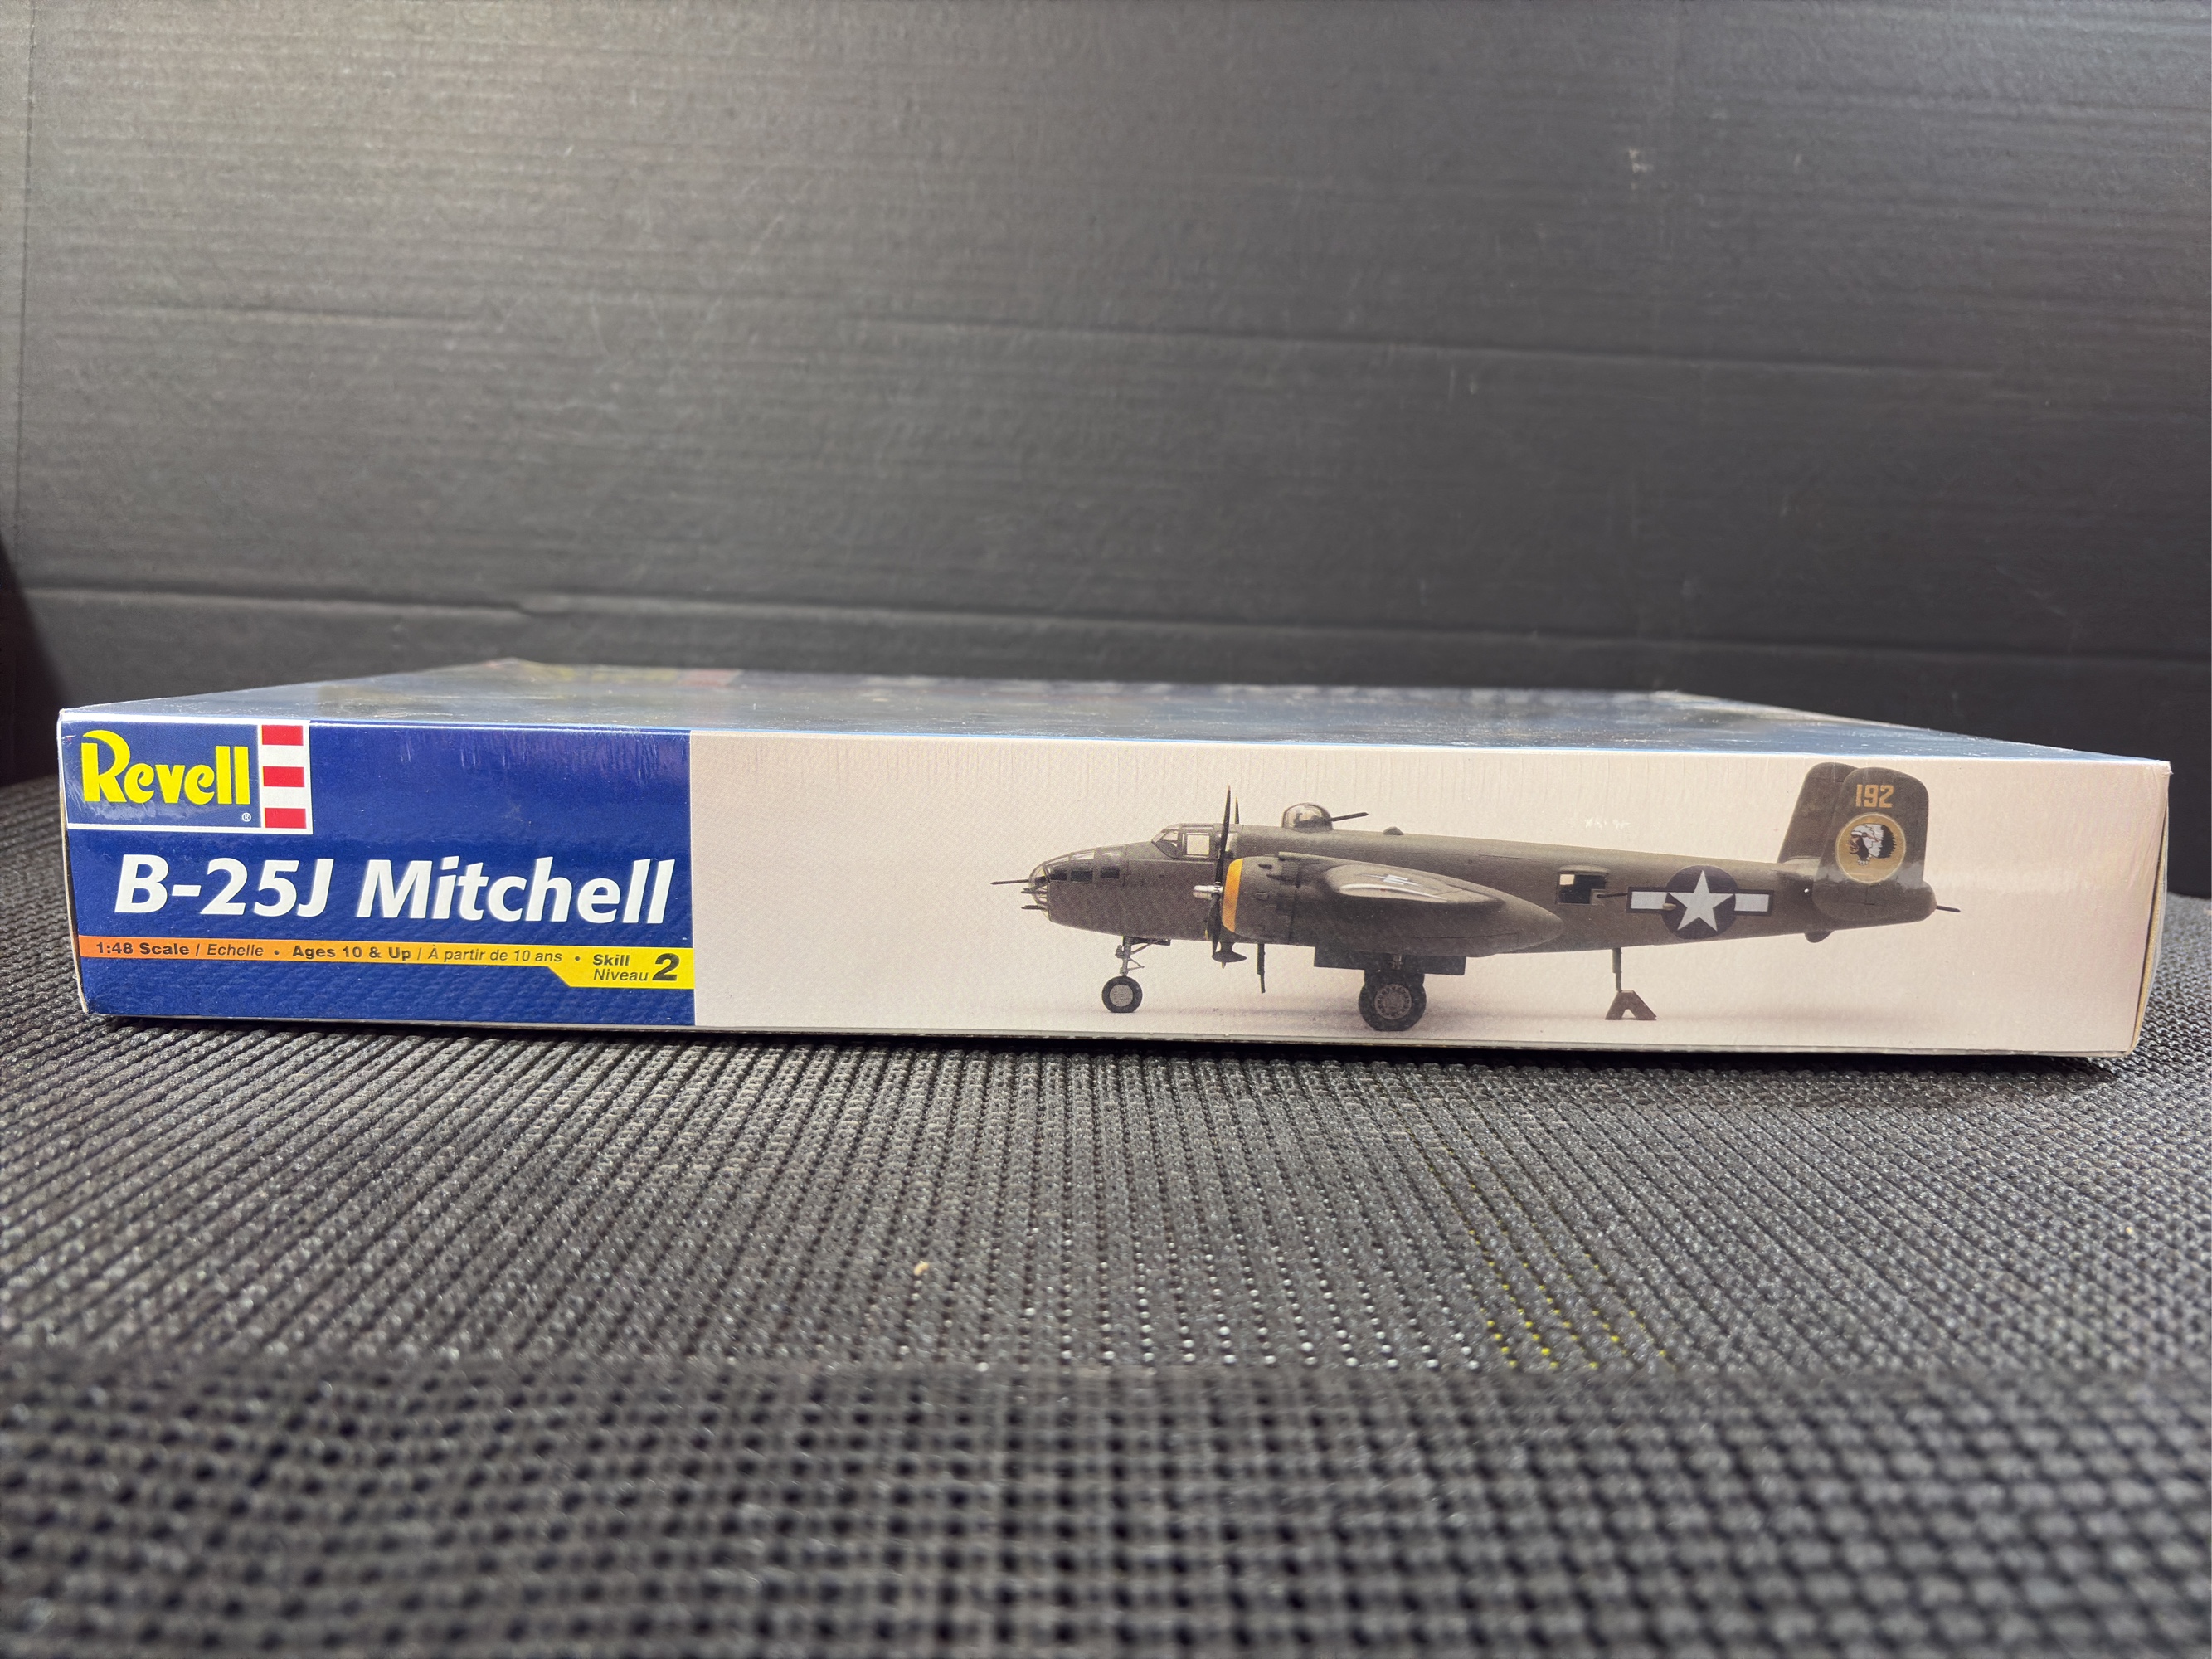 Revell
®
B-25J Mitchell
1:48 Scale / Echelle • Ages 10 & Up / À partir de 10 ans • Skill
Niveau 2
192